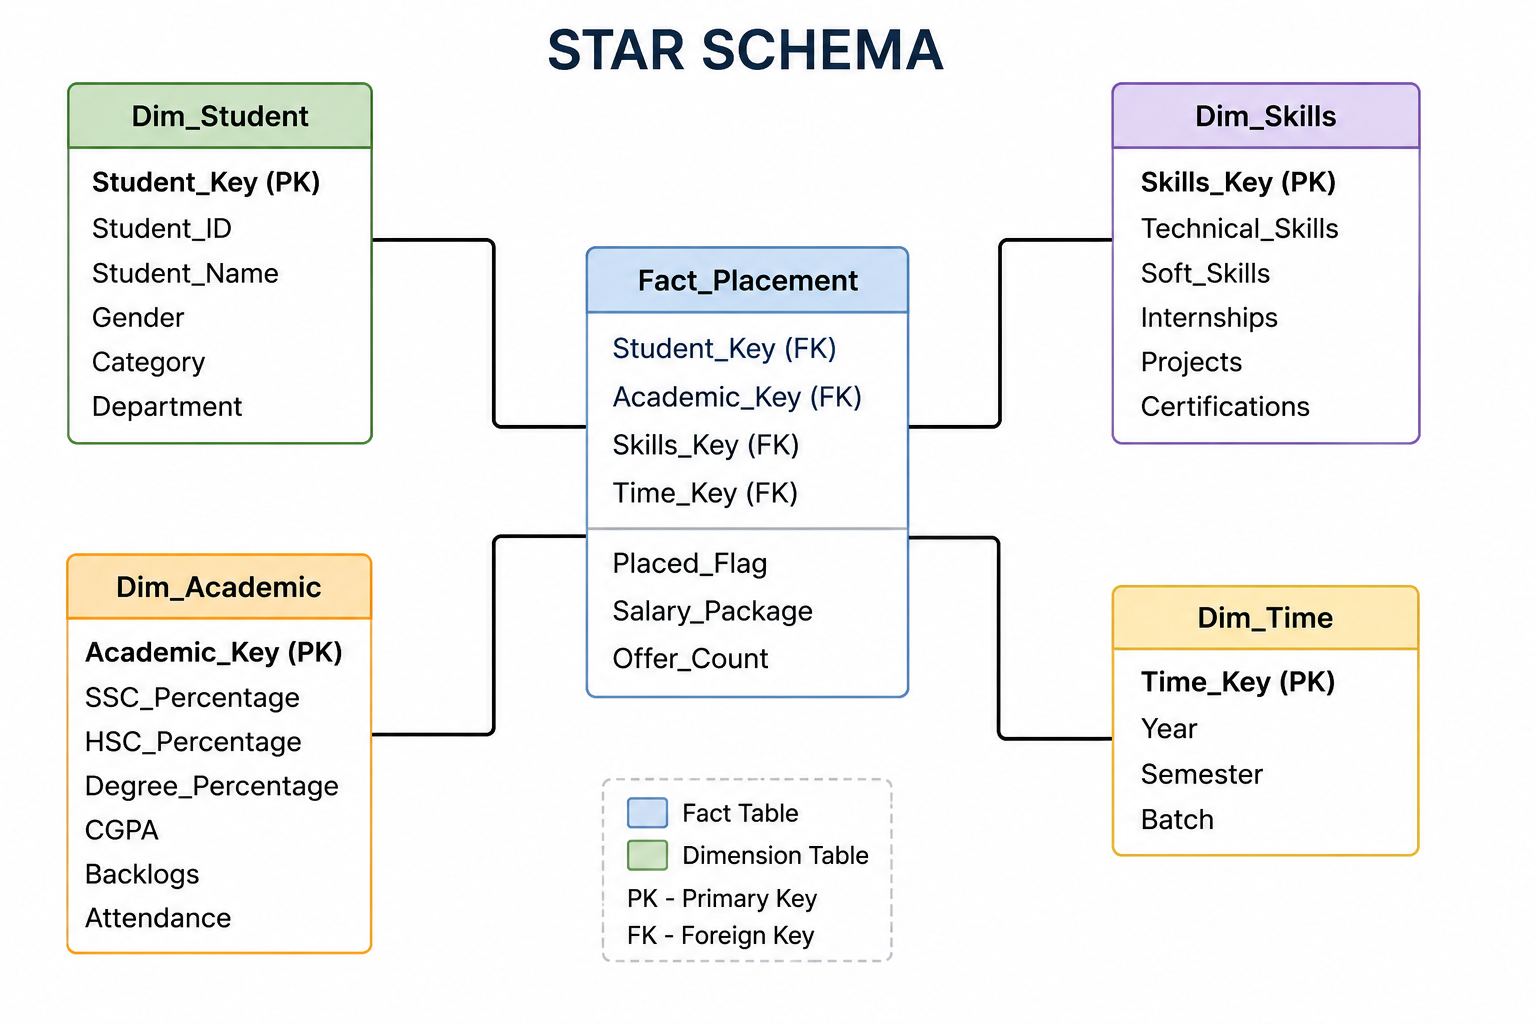 STAR SCHEMA
Dim_Student
Student_Key (PK)
Student_ID
Student_Name
Gender
Category
Department
Dim_Skills
Skills_Key (PK)
Technical_Skills
Soft_Skills
Internships
Projects
Certifications
Fact_Placement
Student_Key (FK)
Academic_Key (FK)
Skills_Key (FK)
Time_Key (FK)
Placed_Flag
Salary_Package
Offer_Count
Dim_Academic
Academic_Key (PK)
SSC_Percentage
HSC_Percentage
Degree_Percentage
CGPA
Backlogs
Attendance
Dim_Time
Time_Key (PK)
Year
Semester
Batch
Fact Table
Dimension Table
PK - Primary Key
FK - Foreign Key